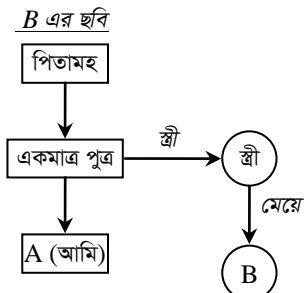 B এর ছবি
পিতামহ
স্ত্রী
একমাত্র পুত্র
স্ত্রী
মেয়ে
A (আমি)
B